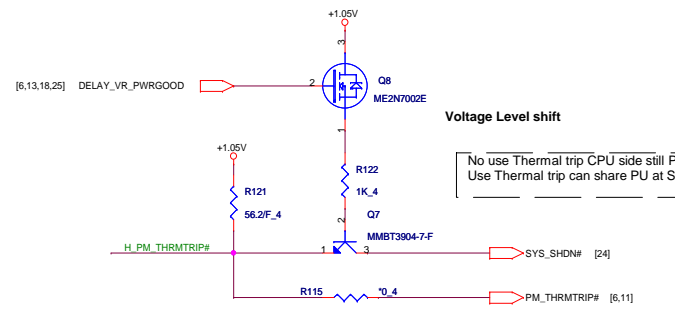 +1.05V
3
Q8
[6,13,18,25] DELAY_VR_PWRGOOD 2
ME2N7002E
Voltage Level shift
1
+1.05V
No use Thermal trip CPU side still P
R122
Use Thermal trip can share PU at S
R121
1K_4
56.2/F_4
2 Q7
MMBT3904-7-F
H_PM_THRMTRIP# 1 3 SYS_SHDN# [24]
R115 *0_4 PM_THRMTRIP# [6,11]